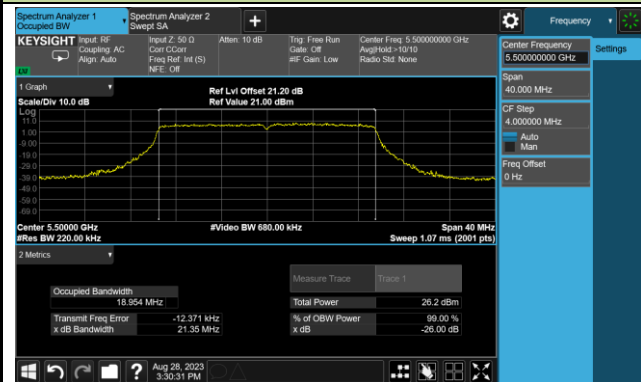 Spectrum Analyzer 1
Occupied BW
Spectrum Analyzer 2
Swept SA
Frequency
KEYSIGHT
Input: RF
Coupling: AC
Align: Auto
Input Z: 50 Ω
Corr CCorr
Freq Ref: Int (S)
NFE: Off
Atten: 10 dB
Trig: Free Run
Gate: Off
#IF Gain: Low
Center Freq: 5.500000000 GHz
Avg|Hold:>10/10
Radio Std: None
LXI
Center Frequency
5.500000000 GHz
Settings
Span
40.000 MHz
CF Step
4.000000 MHz
Auto
Man
Freq Offset
0 Hz
1 Graph
Scale/Div 10.0 dB
Ref Lvl Offset 21.20 dB
Ref Value 21.00 dBm
Log
11.0
1.00
-9.00
-19.0
-29.0
-39.0
-49.0
-59.0
-69.0
Center 5.50000 GHz
#Video BW 680.00 kHz
Span 40 MHz
#Res BW 220.00 kHz
Sweep 1.07 ms (2001 pts)
2 Metrics
Measure Trace
Trace 1
Occupied Bandwidth
18.954 MHz
Total Power
26.2 dBm
Transmit Freq Error
-12.371 kHz
% of OBW Power
99.00 %
x dB Bandwidth
21.35 MHz
x dB
-26.00 dB
?
Aug 28, 2023
3:30:31 PM